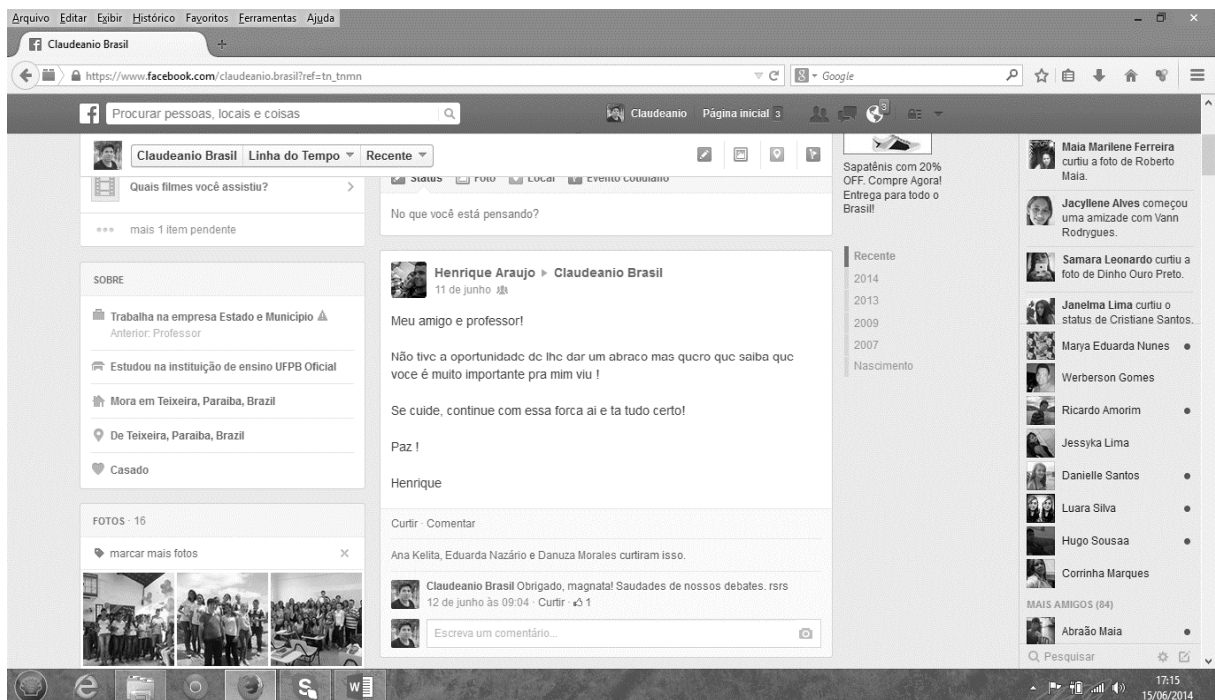 Arquivo Editar Exibir Histórico Favoritos Ferramentas Ajuda
Claudeanio Brasil
https://www.facebook.com/claudeanio.brasil?ref=tn_tnmn
Google
Procurar pessoas, locais e coisas
Claudeanio Página inicial 3
3
Claudeanio Brasil Linha do Tempo Recente
Quais filmes você assistiu?
mais 1 item pendente
SOBRE
Trabalha na empresa Estado e Município
Anterior: Professor
Estudou na instituição de ensino UFPB Oficial
Mora em Teixeira, Paraiba, Brazil
De Teixeira, Paraiba, Brazil
Casado
FOTOS · 16
marcar mais fotos
Status Foto Local Evento cotidiano
No que você está pensando?
Henrique Araujo Claudeanio Brasil
11 de junho
Meu amigo e professor!
Não tive a oportunidade de lhe dar um abraco mas quero que saiba que
voce é muito importante pra mim viu !
Se cuide, continue com essa forca ai e ta tudo certo!
Paz !
Henrique
Curtir · Comentar
Ana Kelita, Eduarda Nazário e Danuza Morales curtiram isso.
Claudeanio Brasil Obrigado, magnata! Saudades de nossos debates. rsrs
12 de junho às 09:04 · Curtir · 1
Escreva um comentário...
Sapatênis com 20%
OFF. Compre Agora!
Entrega para todo o
Brasil!
Recente
2014
2013
2009
2007
Nascimento
Maia Marilene Ferreira
curtiu a foto de Roberto
Maia.
Jacyllene Alves começou
uma amizade com Vann
Rodrygues.
Samara Leonardo curtiu a
foto de Dinho Ouro Preto.
Janelma Lima curtiu o
status de Cristiane Santos.
Marya Eduarda Nunes
Werberson Gomes
Ricardo Amorim
Jessyka Lima
Danielle Santos
Luara Silva
Hugo Sousaa
Corrinha Marques
MAIS AMIGOS (84)
Abraão Maia
Pesquisar
17:15
15/06/2014